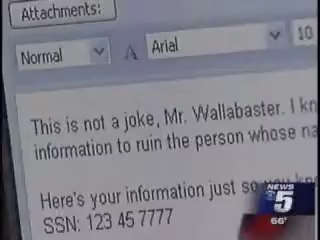 Attachments:
Normal A Arial 10
This is not a joke, Mr. Wallabaster. I
information to ruin the person whose
Here's your information just so you
SSN: 123 45 7777
NEWS
5
66°